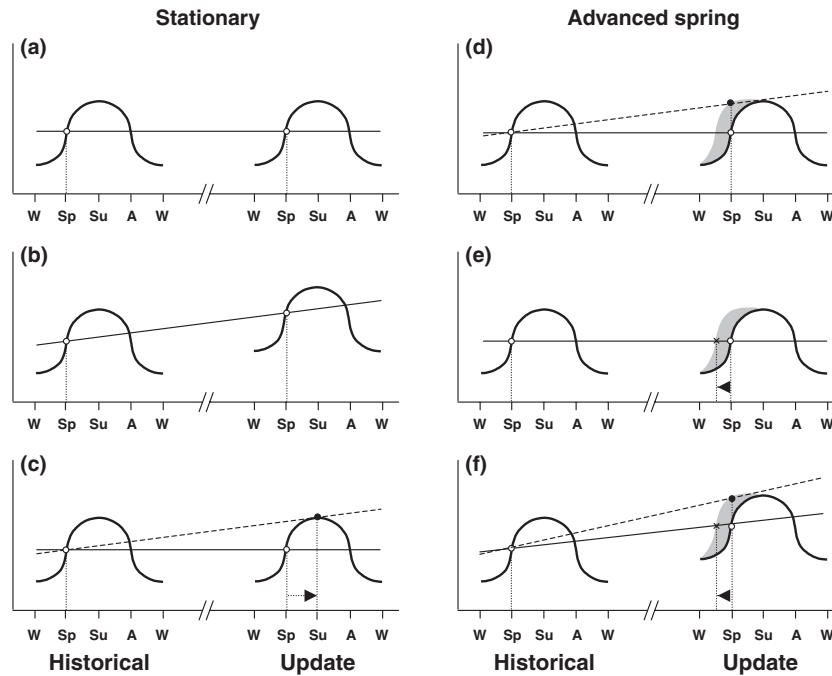 Stationary
Advanced spring
(a)
(d)
W Sp Su A W // W Sp Su A W
W Sp Su A W // W Sp Su A W
(b)
(e)
W Sp Su A W // W Sp Su A W
W Sp Su A W // W Sp Su A W
(c)
(f)
W Sp Su A W // W Sp Su A W
W Sp Su A W // W Sp Su A W
Historical Update
Historical Update